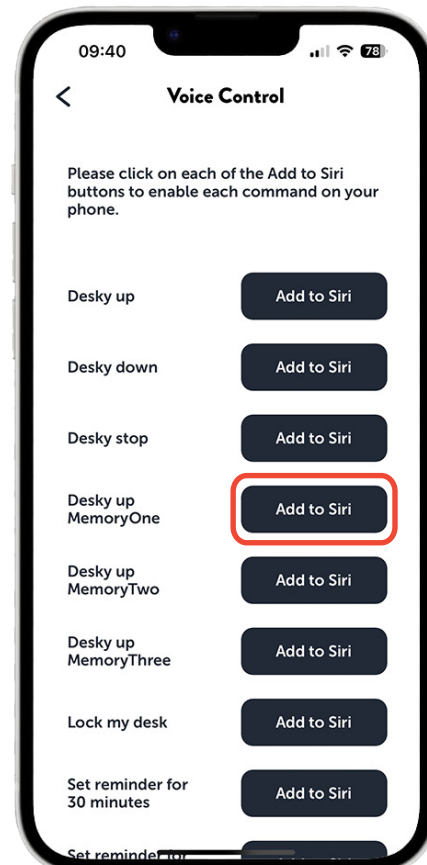 09:40
78
Voice Control
Please click on each of the Add to Siri
buttons to enable each command on your
phone.
Desky up
Add to Siri
Desky down
Add to Siri
Desky stop
Add to Siri
Desky up
MemoryOne
Add to Siri
Desky up
MemoryTwo
Add to Siri
Desky up
MemoryThree
Add to Siri
Lock my desk
Add to Siri
Set reminder for
30 minutes
Add to Siri
Set reminder for